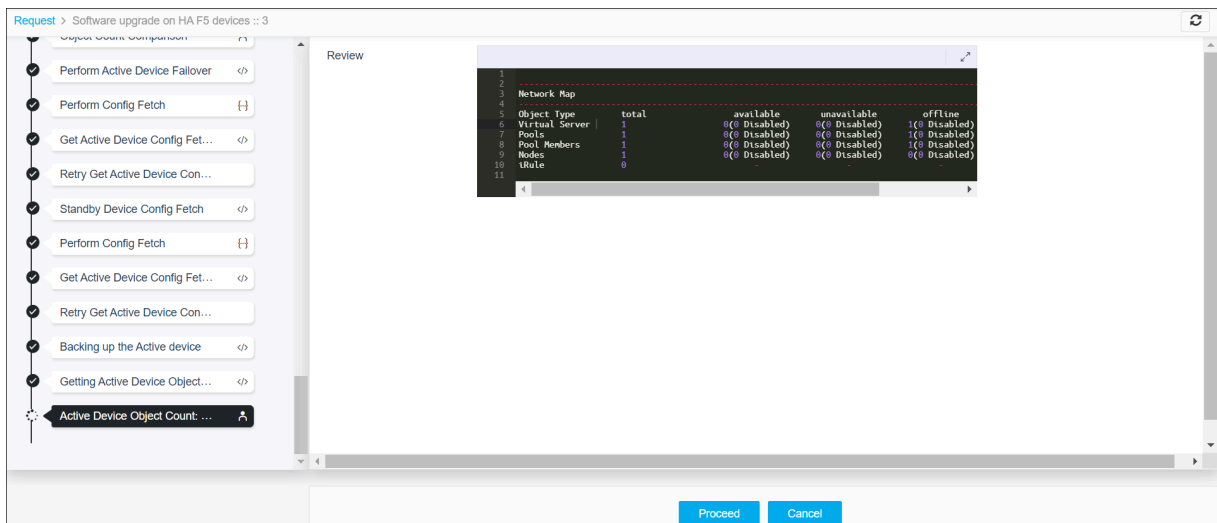 Request > Software upgrade on HA F5 devices :: 3
Object Count Comparison
Perform Active Device Failover </>
Perform Config Fetch
Get Active Device Config Fet... </>
Retry Get Active Device Con...
Standby Device Config Fetch </>
Perform Config Fetch
Get Active Device Config Fet... </>
Retry Get Active Device Con...
Backing up the Active device </>
Getting Active Device Object... </>
Active Device Object Count: ...
Review
1
2 --------------------
3 Network Map
4 --------------------
5 Object Type total available unavailable offline
6 Virtual Server 1 0(0 Disabled) 0(0 Disabled) 1(0 Disabled)
7 Pools 1 0(0 Disabled) 0(0 Disabled) 1(0 Disabled)
8 Pool Members 1 0(0 Disabled) 0(0 Disabled) 1(0 Disabled)
9 Nodes 1 0(0 Disabled) 0(0 Disabled) 0(0 Disabled)
10 iRule 0 - - -
11
Proceed Cancel